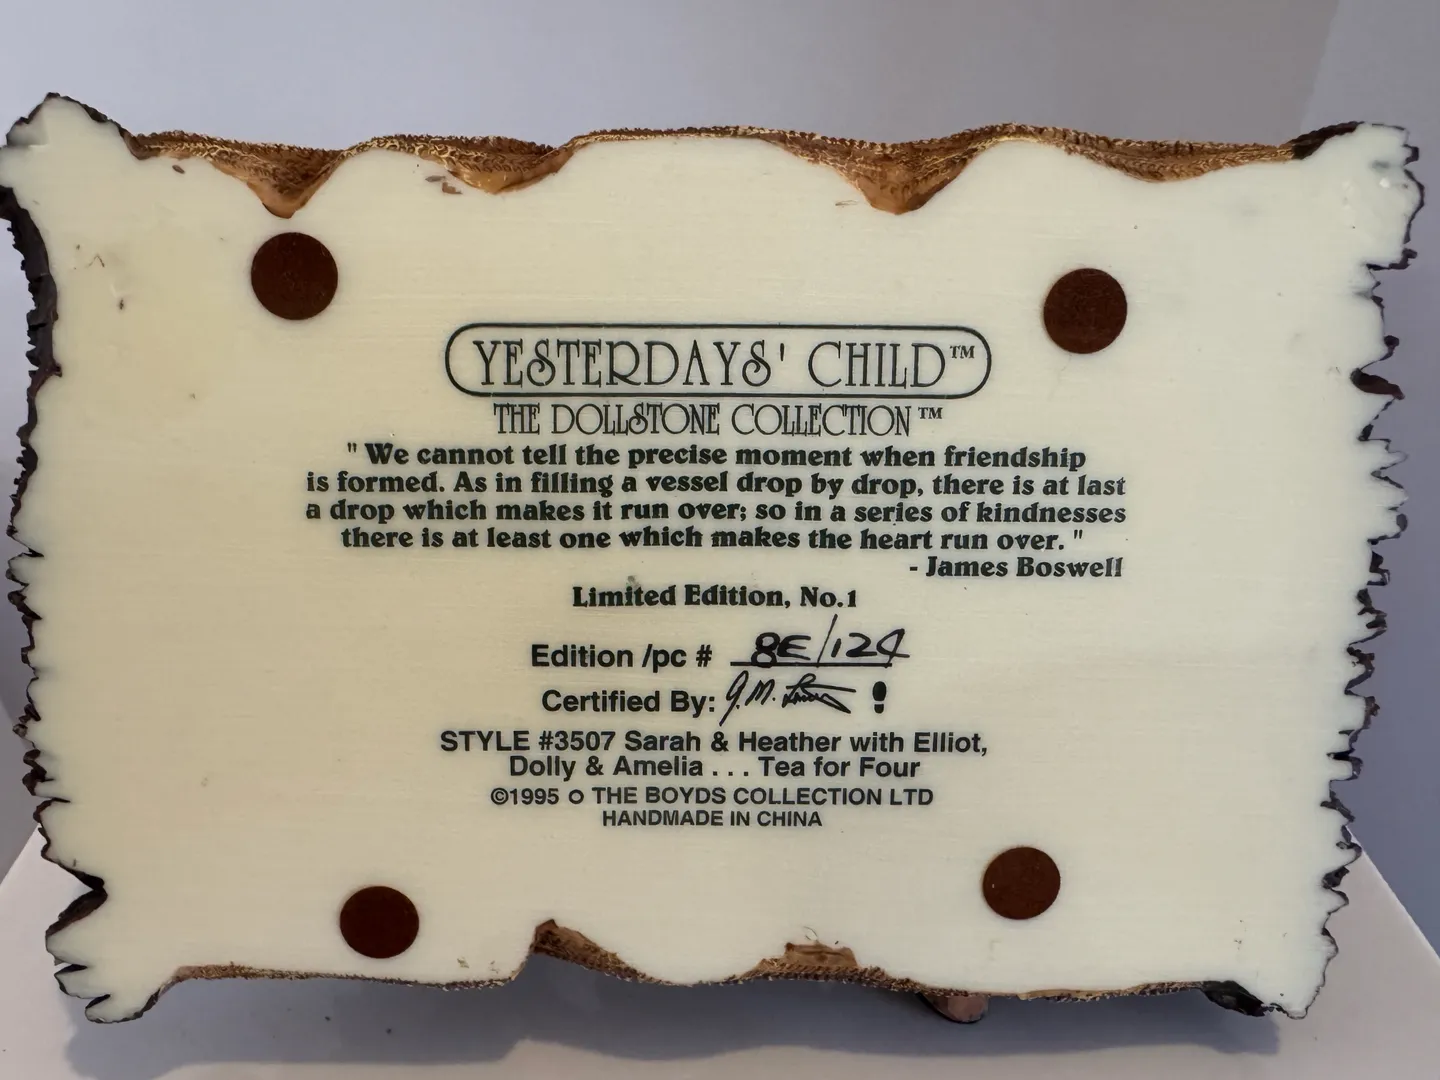 YESTERDAYS' CHILD™
THE DOLLSTONE COLLECTION™
" We cannot tell the precise moment when friendship
is formed. As in filling a vessel drop by drop, there is at last
a drop which makes it run over; so in a series of kindnesses
there is at least one which makes the heart run over. "
- James Boswell
Limited Edition, No.1
Edition /pc # 8E/124
Certified By: G.M.
STYLE #3507 Sarah & Heather with Elliot,
Dolly & Amelia . . . Tea for Four
©1995 THE BOYDS COLLECTION LTD
HANDMADE IN CHINA